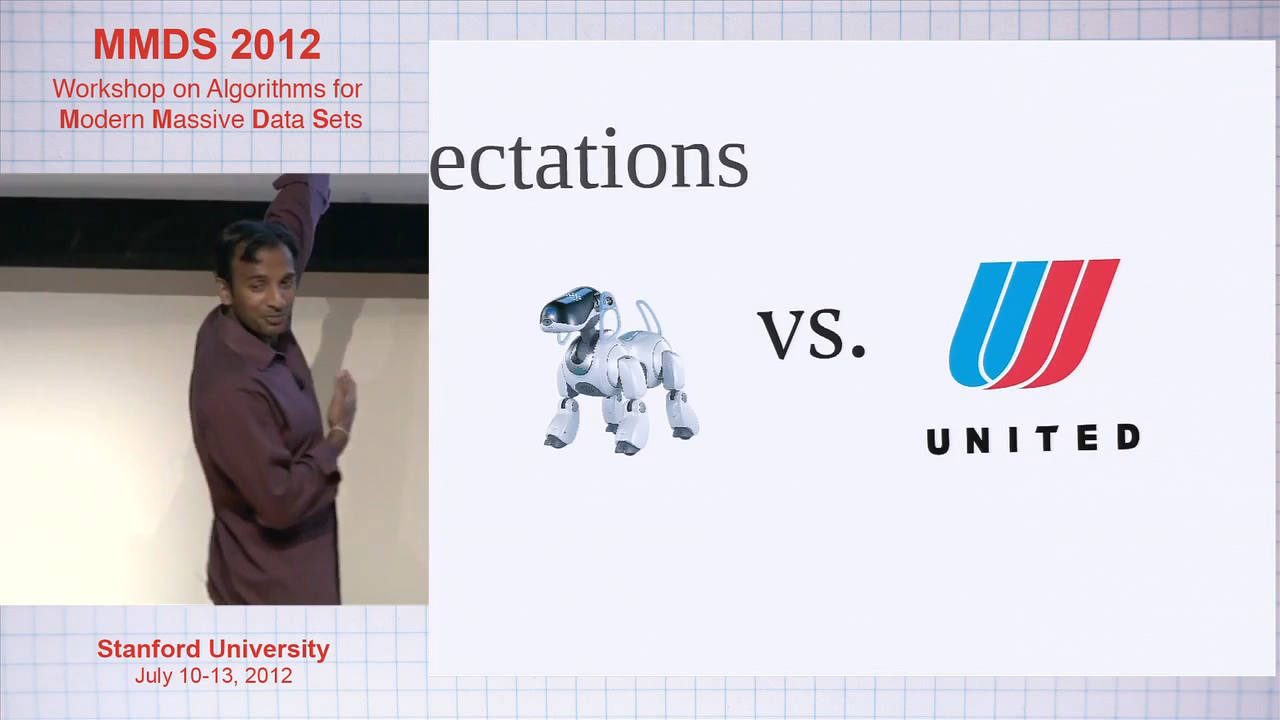 MMDS 2012
Workshop on Algorithms for
Modern Massive Data Sets
ectations
vs.
UNITED
Stanford University
July 10-13, 2012